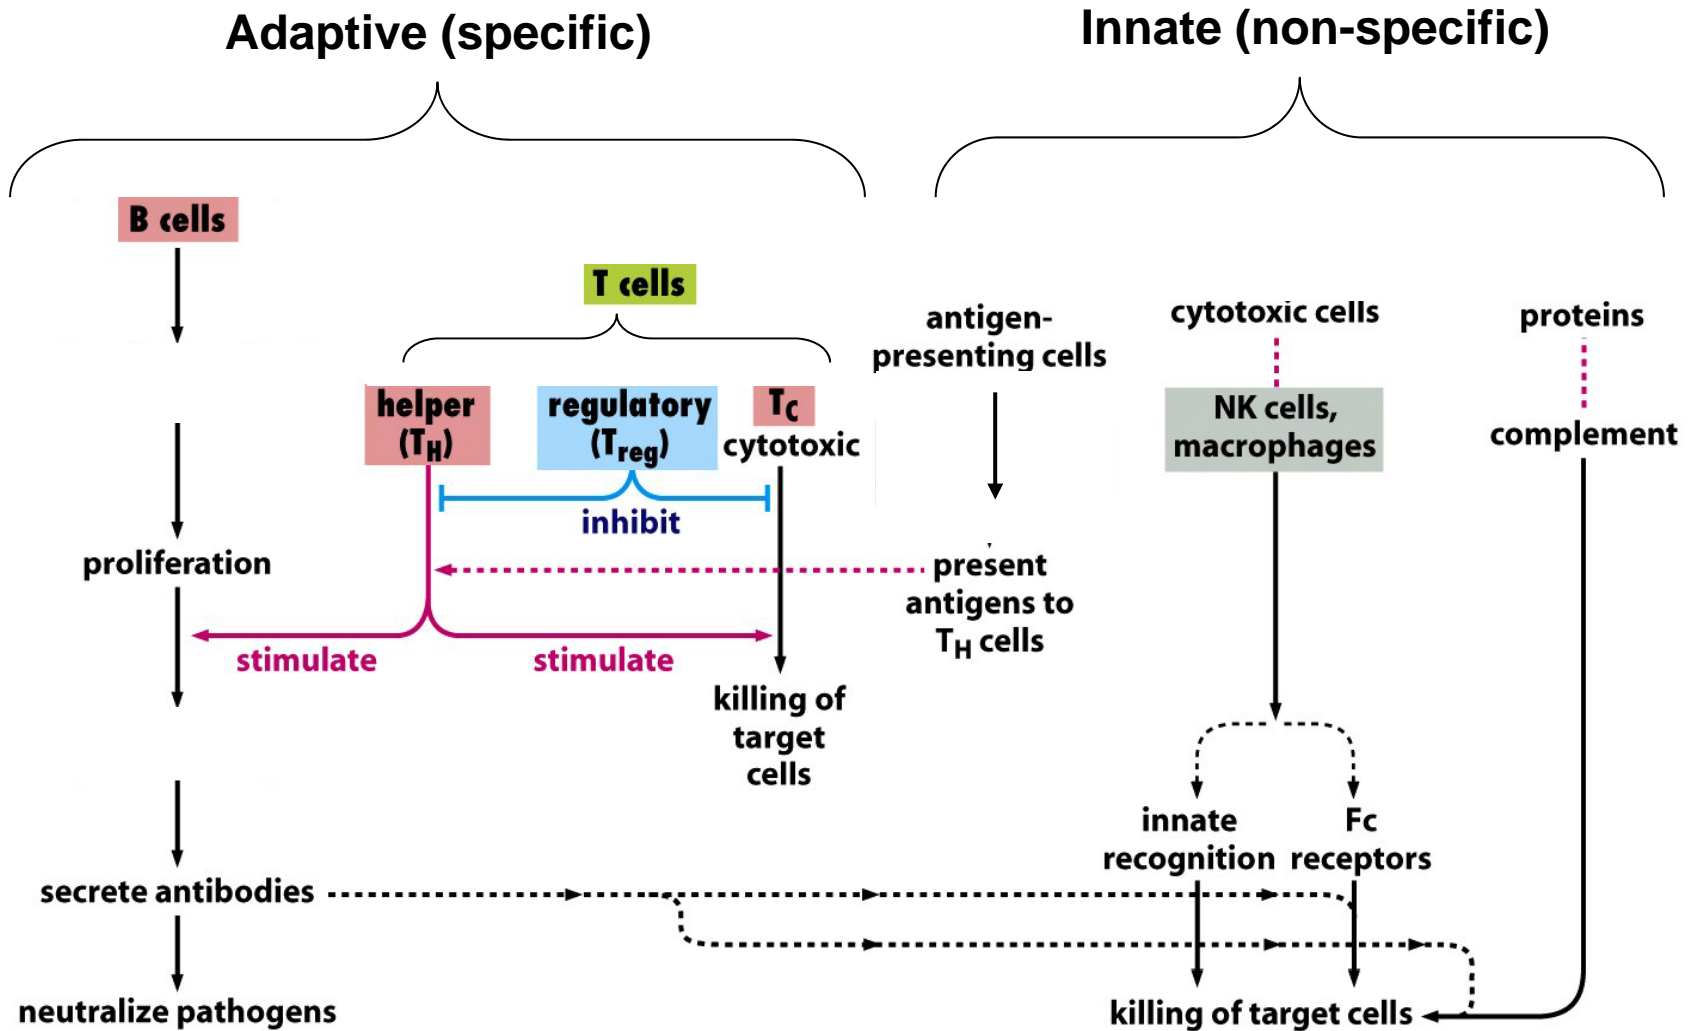 Adaptive (specific)
Innate (non-specific)
B cells
T cells
helper
(TH)
regulatory
(Treg)
TC
cytotoxic
inhibit
stimulate
stimulate
proliferation
killing of
target
cells
secrete antibodies
neutralize pathogens
antigen-
presenting cells
present
antigens to
TH cells
cytotoxic cells
NK cells,
macrophages
proteins
complement
innate
recognition
Fc
receptors
killing of target cells